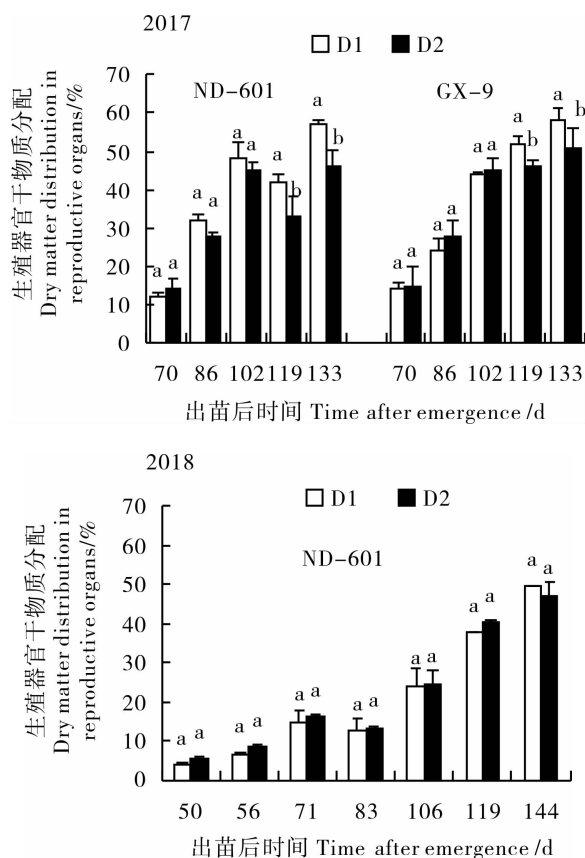 2017
D1 D2
ND-601 GX-9
生殖器官干物质分配
Dry matter distribution in
reproductive organs/%
70
60
50
40
30
20
10
0
a a a a a a a b a b
a a a a a a a b a b
70 86 102 119 133 70 86 102 119 133
出苗后时间 Time after emergence /d
2018
D1 D2
ND-601
生殖器官干物质分配
Dry matter distribution in
reproductive organs/%
70
60
50
40
30
20
10
0
a a a a a a a a a a a a a a
50 56 71 83 106 119 144
出苗后时间 Time after emergence /d